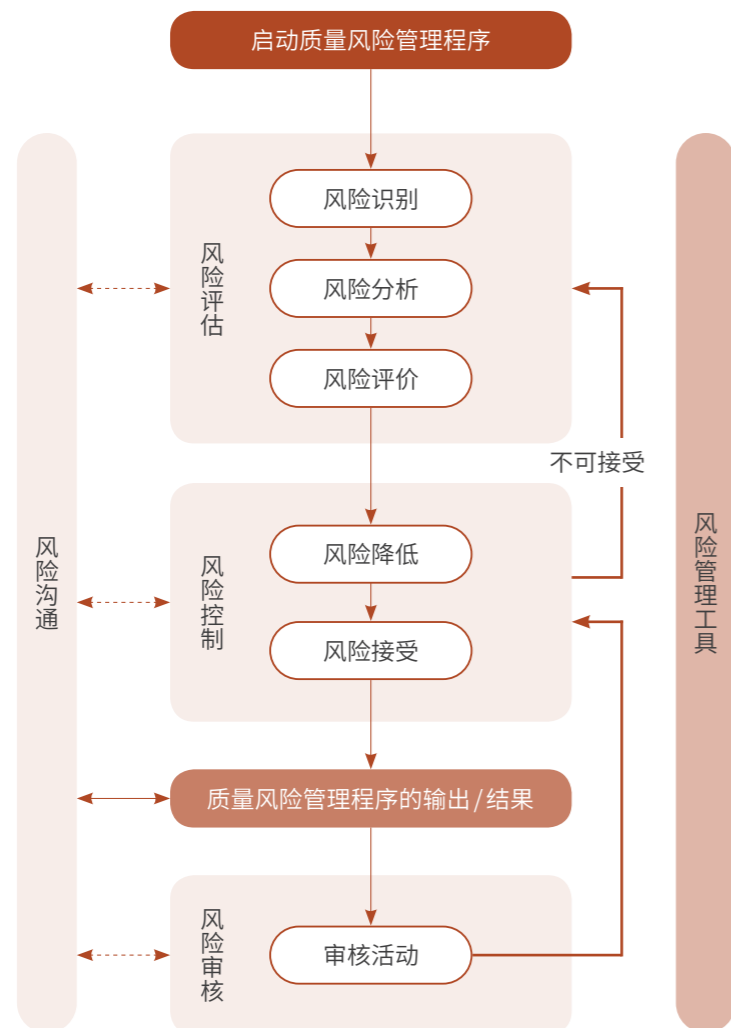 启动质量风险管理程序
风险识别
风险评估
风险分析
风险评价
不可接受
风险沟通
风险管理工具
风险降低
风险控制
风险接受
质量风险管理程序的输出/结果
风险审核
审核活动